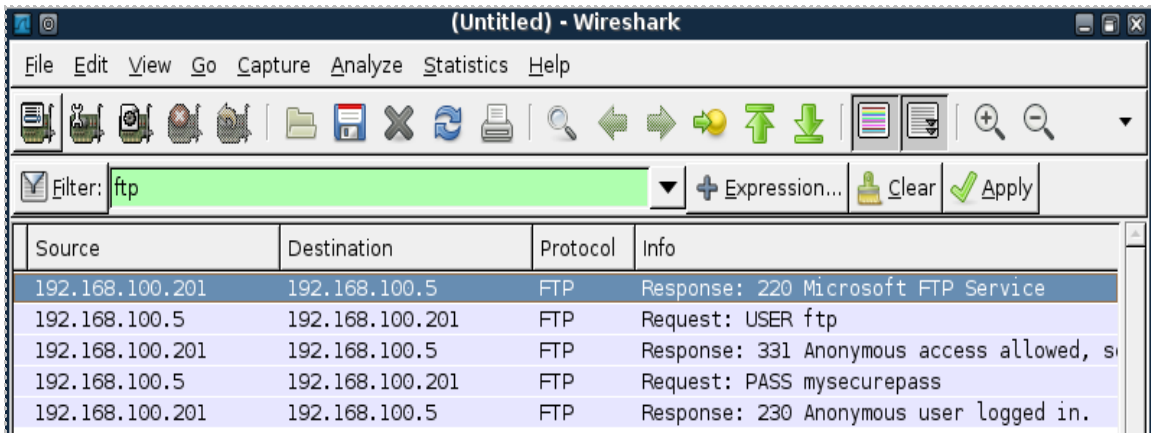 (Untitled) - Wireshark
File Edit View Go Capture Analyze Statistics Help
Filter: ftp Expression... Clear Apply
Source Destination Protocol Info
192.168.100.201 192.168.100.5 FTP Response: 220 Microsoft FTP Service
192.168.100.5 192.168.100.201 FTP Request: USER ftp
192.168.100.201 192.168.100.5 FTP Response: 331 Anonymous access allowed,
192.168.100.5 192.168.100.201 FTP Request: PASS mysecurepass
192.168.100.201 192.168.100.5 FTP Response: 230 Anonymous user logged in.